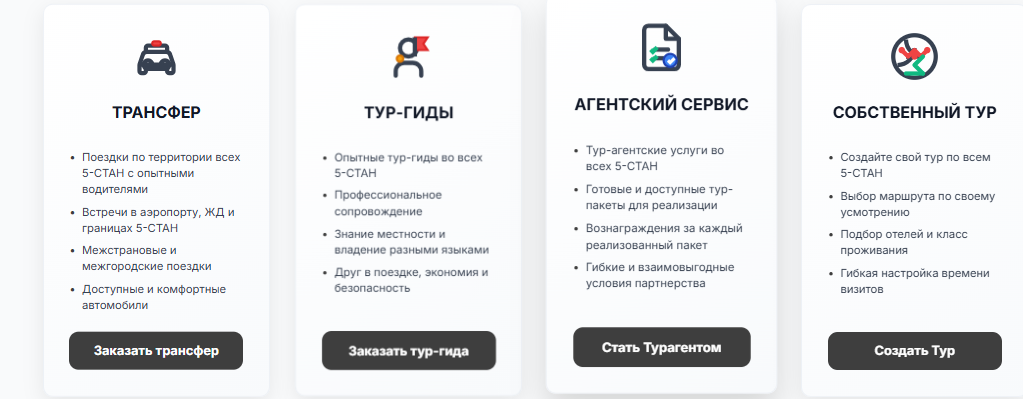 ТРАНСФЕР
Поездки по территории всех
5-СТАН с опытными
водителями
Встречи в аэропорту, ЖД и
границах 5-СТАН
Межстрановые и
межгородские поездки
Доступные и комфортные
автомобили
Заказать трансфер
ТУР-ГИДЫ
Опытные тур-гиды во всех
5-СТАН
Профессиональное
сопровождение
Знание местности и
владение разными языками
Друг в поездке, экономия и
безопасность
Заказать тур-гида
АГЕНТСКИЙ СЕРВИС
Тур-агентские услуги во
всех 5-СТАН
Готовые и доступные тур-
пакеты для реализации
Вознаграждения за каждый
реализованный пакет
Гибкие и взаимовыгодные
условия партнерства
Стать Турагентом
СОБСТВЕННЫЙ ТУР
Создайте свой тур по всем
5-СТАН
Выбор маршрута по своему
усмотрению
Подбор отелей и класс
проживания
Гибкая настройка времени
визитов
Создать Тур